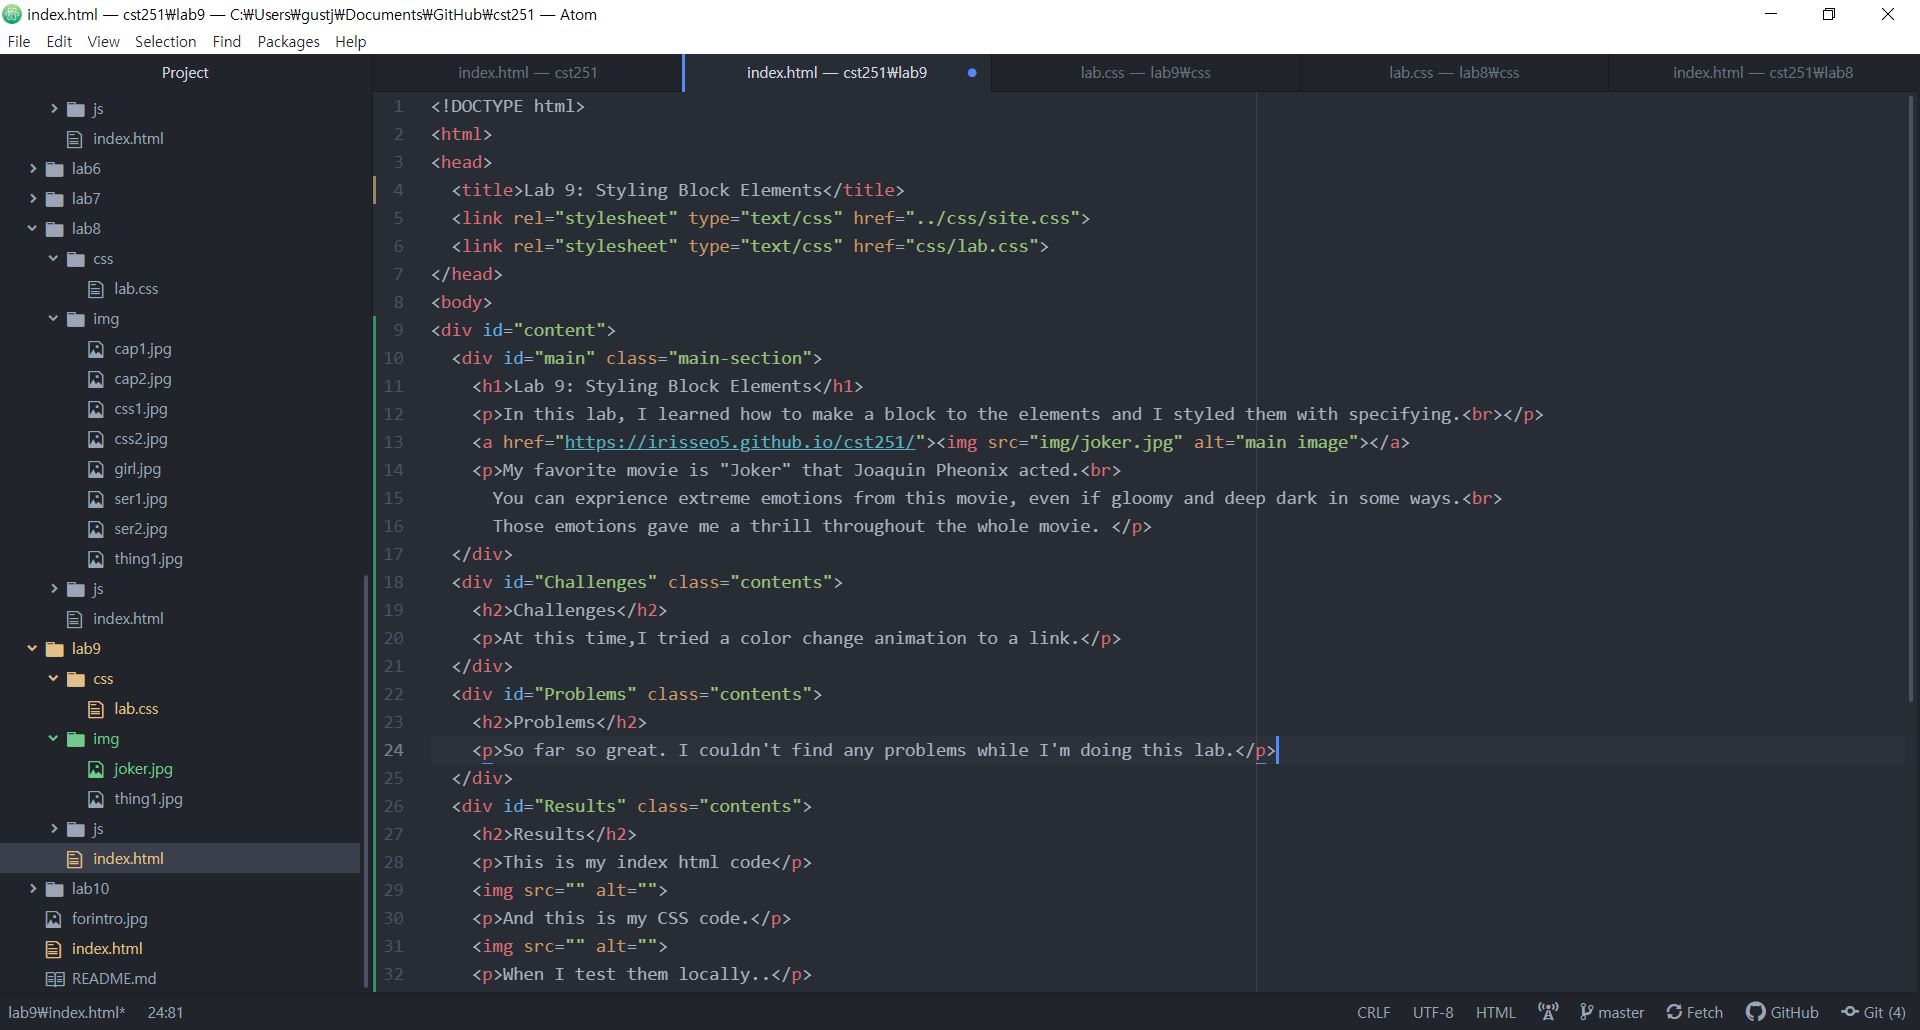 index.html — cst251₩lab9 — C:₩Users₩gustj₩Documents₩GitHub₩cst251 — Atom
File Edit View Selection Find Packages Help
Project
index.html — cst251
index.html — cst251₩lab9
lab.css — lab9₩css
lab.css — lab8₩css
index.html — cst251₩lab8
js
index.html
lab6
lab7
lab8
css
lab.css
img
cap1.jpg
cap2.jpg
css1.jpg
css2.jpg
girl.jpg
ser1.jpg
ser2.jpg
thing1.jpg
js
index.html
lab9
css
lab.css
img
joker.jpg
thing1.jpg
js
index.html
lab10
forintro.jpg
index.html
README.md
1 <!DOCTYPE html>
2 <html>
3 <head>
4 <title>Lab 9: Styling Block Elements</title>
5 <link rel="stylesheet" type="text/css" href="../css/site.css">
6 <link rel="stylesheet" type="text/css" href="css/lab.css">
7 </head>
8 <body>
9 <div id="content">
10 <div id="main" class="main-section">
11 <h1>Lab 9: Styling Block Elements</h1>
12 <p>In this lab, I learned how to make a block to the elements and I styled them with specifying.<br></p>
13 <a href="https://irisseo5.github.io/cst251/"><img src="img/joker.jpg" alt="main image"></a>
14 <p>My favorite movie is "Joker" that Joaquin Pheonix acted.<br>
15 You can exprience extreme emotions from this movie, even if gloomy and deep dark in some ways.<br>
16 Those emotions gave me a thrill throughout the whole movie. </p>
17 </div>
18 <div id="Challenges" class="contents">
19 <h2>Challenges</h2>
20 <p>At this time,I tried a color change animation to a link.</p>
21 </div>
22 <div id="Problems" class="contents">
23 <h2>Problems</h2>
24 <p>So far so great. I couldn't find any problems while I'm doing this lab.</p>
25 </div>
26 <div id="Results" class="contents">
27 <h2>Results</h2>
28 <p>This is my index html code</p>
29 <img src="" alt="">
30 <p>And this is my CSS code.</p>
31 <img src="" alt="">
32 <p>When I test them locally..</p>
lab9₩index.html* 24:81 CRLF UTF-8 HTML master Fetch GitHub Git (4)